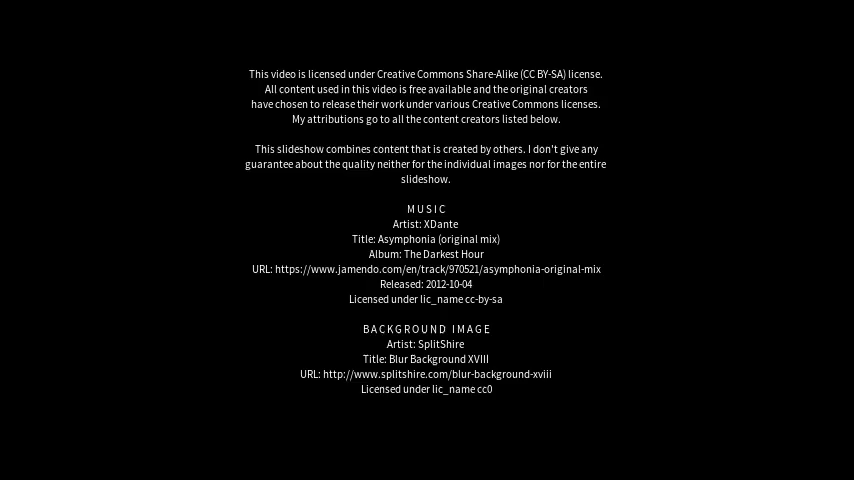 This video is licensed under Creative Commons Share-Alike (CC BY-SA) license.
All content used in this video is free available and the original creators
have chosen to release their work under various Creative Commons licenses.
My attributions go to all the content creators listed below.
This slideshow combines content that is created by others. I don't give any
guarantee about the quality neither for the individual images nor for the entire
slideshow.
MUSIC
Artist: XDante
Title: Asymphonia (original mix)
Album: The Darkest Hour
URL: https://www.jamendo.com/en/track/970521/asymphonia-original-mix
Released: 2012-10-04
Licensed under lic_name cc-by-sa
BACKGROUND IMAGE
Artist: SplitShire
Title: Blur Background XVIII
URL: http://www.splitshire.com/blur-background-xviii
Licensed under lic_name cc0